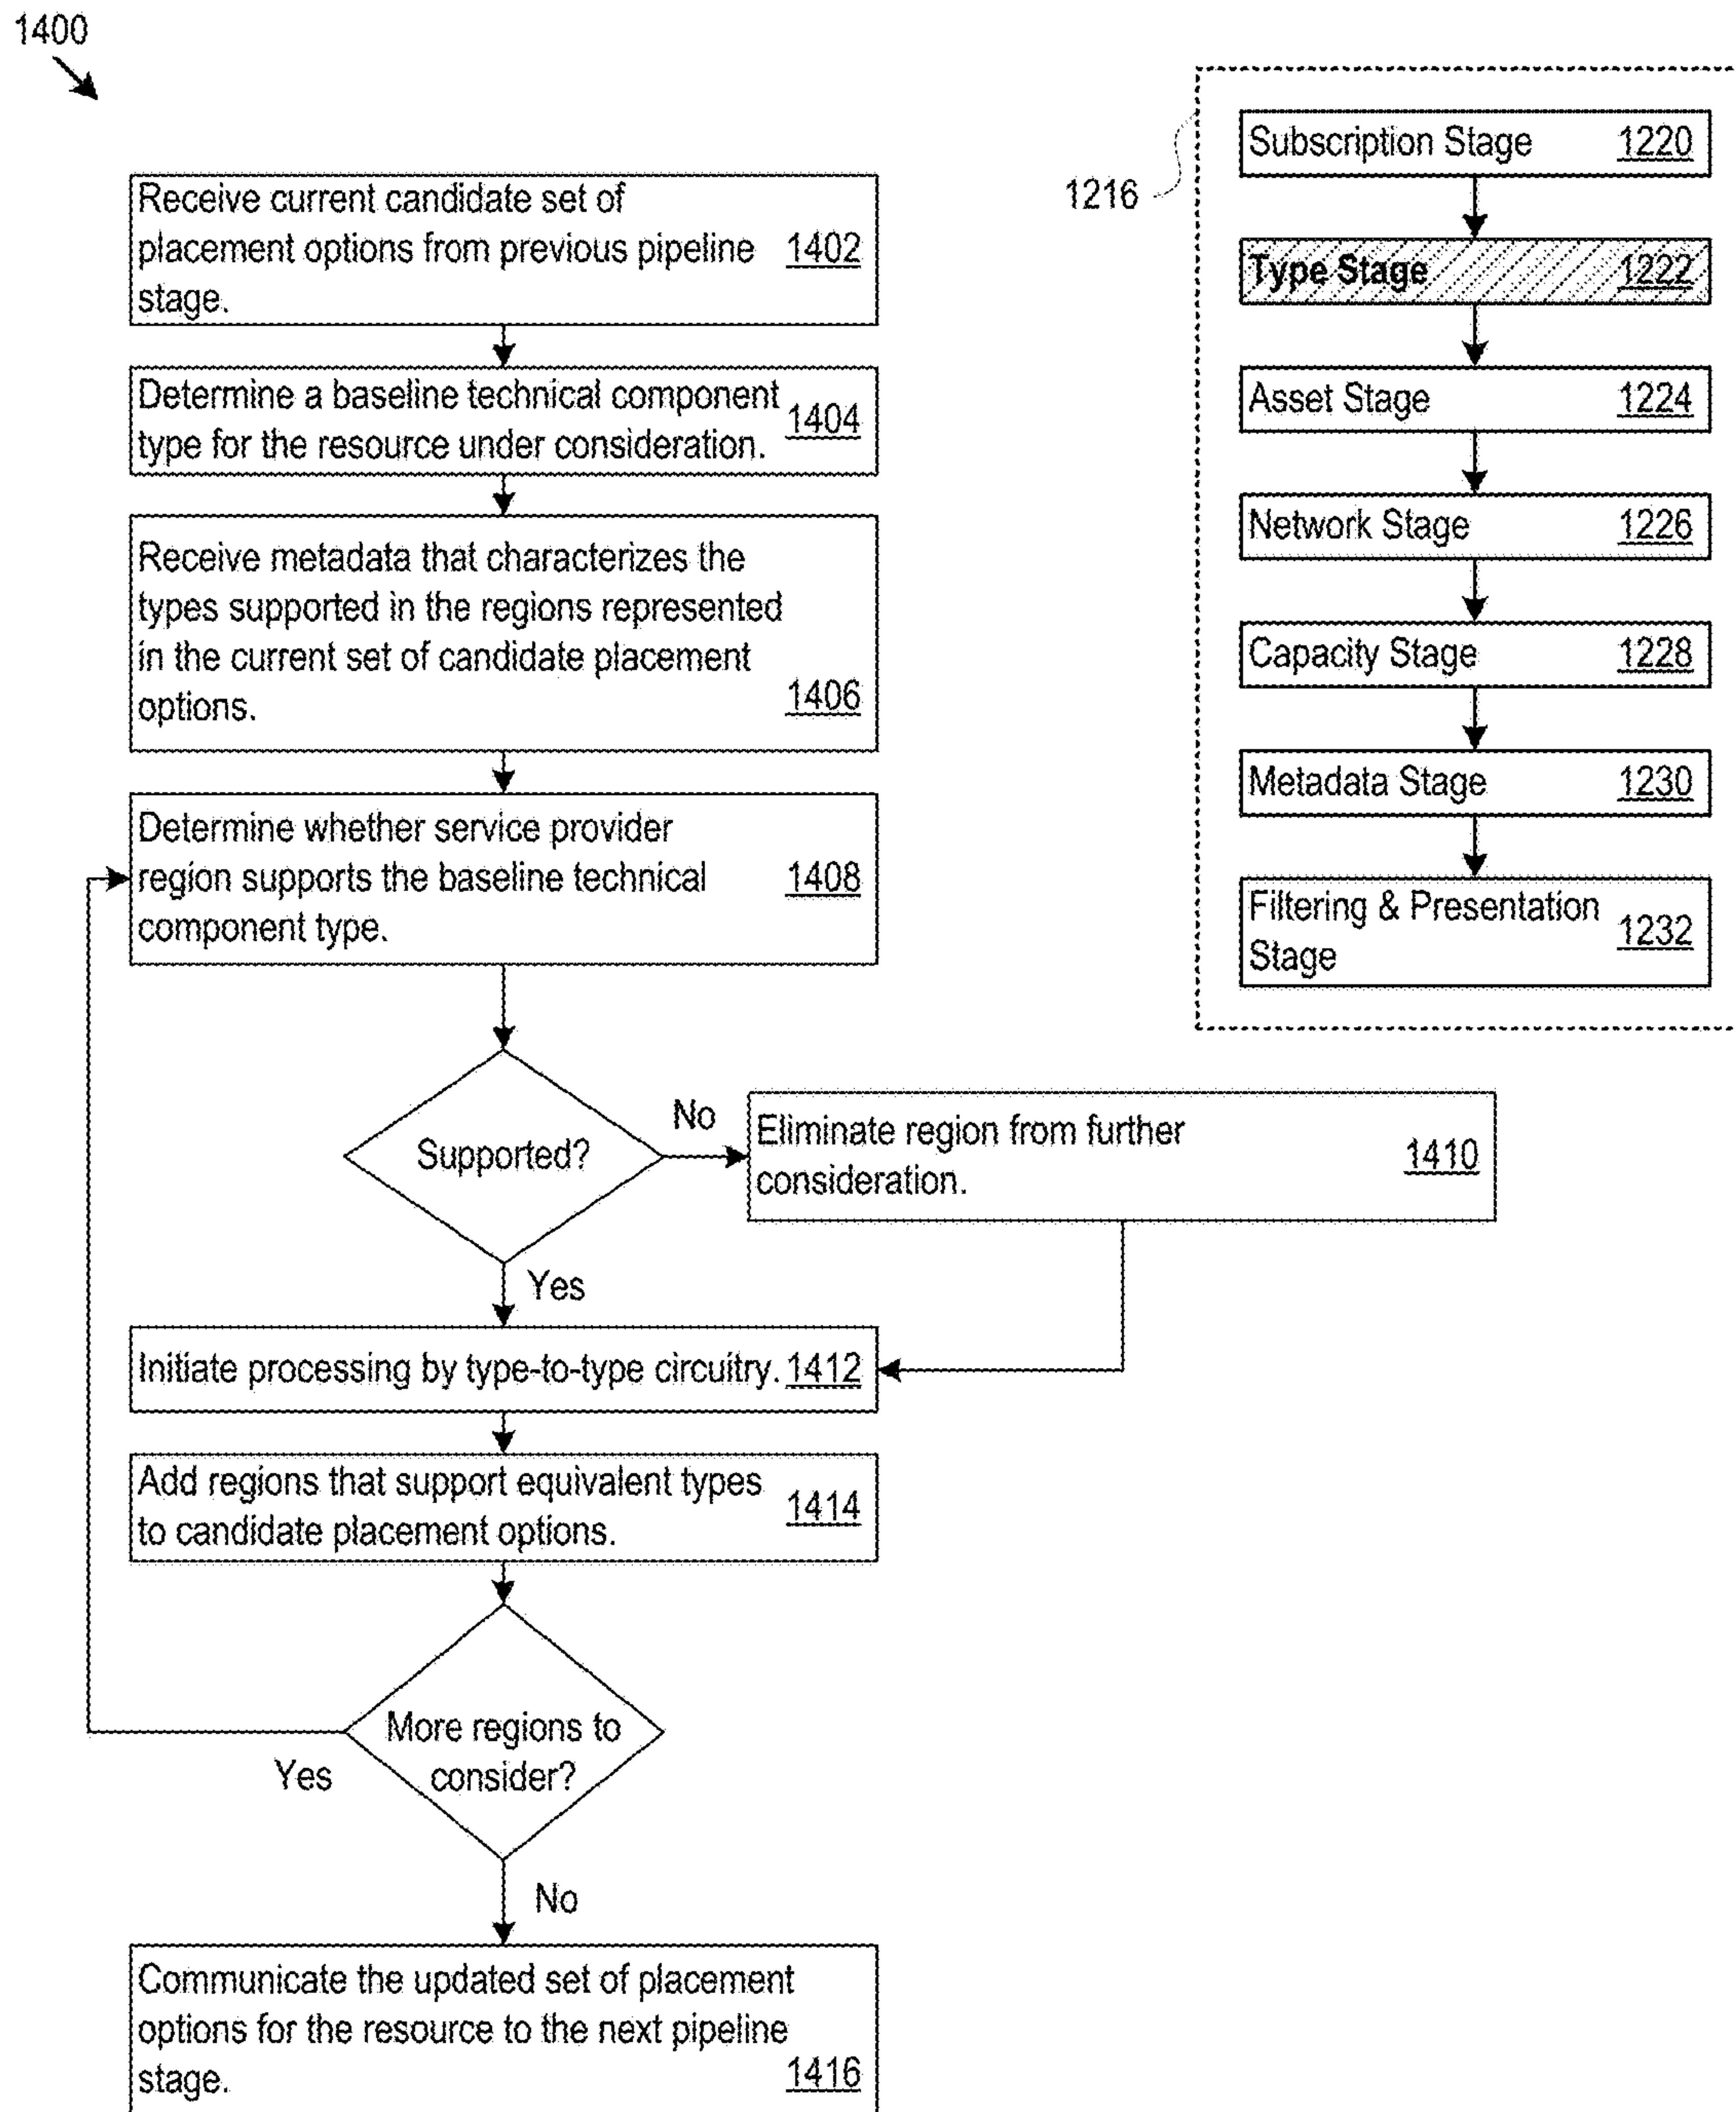 1400
Receive current candidate set of
placement options from previous pipeline 1402
stage.
Determine a baseline technical component
type for the resource under consideration. 1404
Receive metadata that characterizes the
types supported in the regions represented
in the current set of candidate placement
options. 1406
Determine whether service provider
region supports the baseline technical 1408
component type.
Supported?
No
Eliminate region from further
consideration. 1410
Yes
Initiate processing by type-to-type circuitry. 1412
Add regions that support equivalent types
to candidate placement options. 1414
More regions to
consider?
Yes
No
Communicate the updated set of placement
options for the resource to the next pipeline
stage. 1416
1216
Subscription Stage 1220
Type Stage 1222
Asset Stage 1224
Network Stage 1226
Capacity Stage 1228
Metadata Stage 1230
Filtering & Presentation
Stage 1232